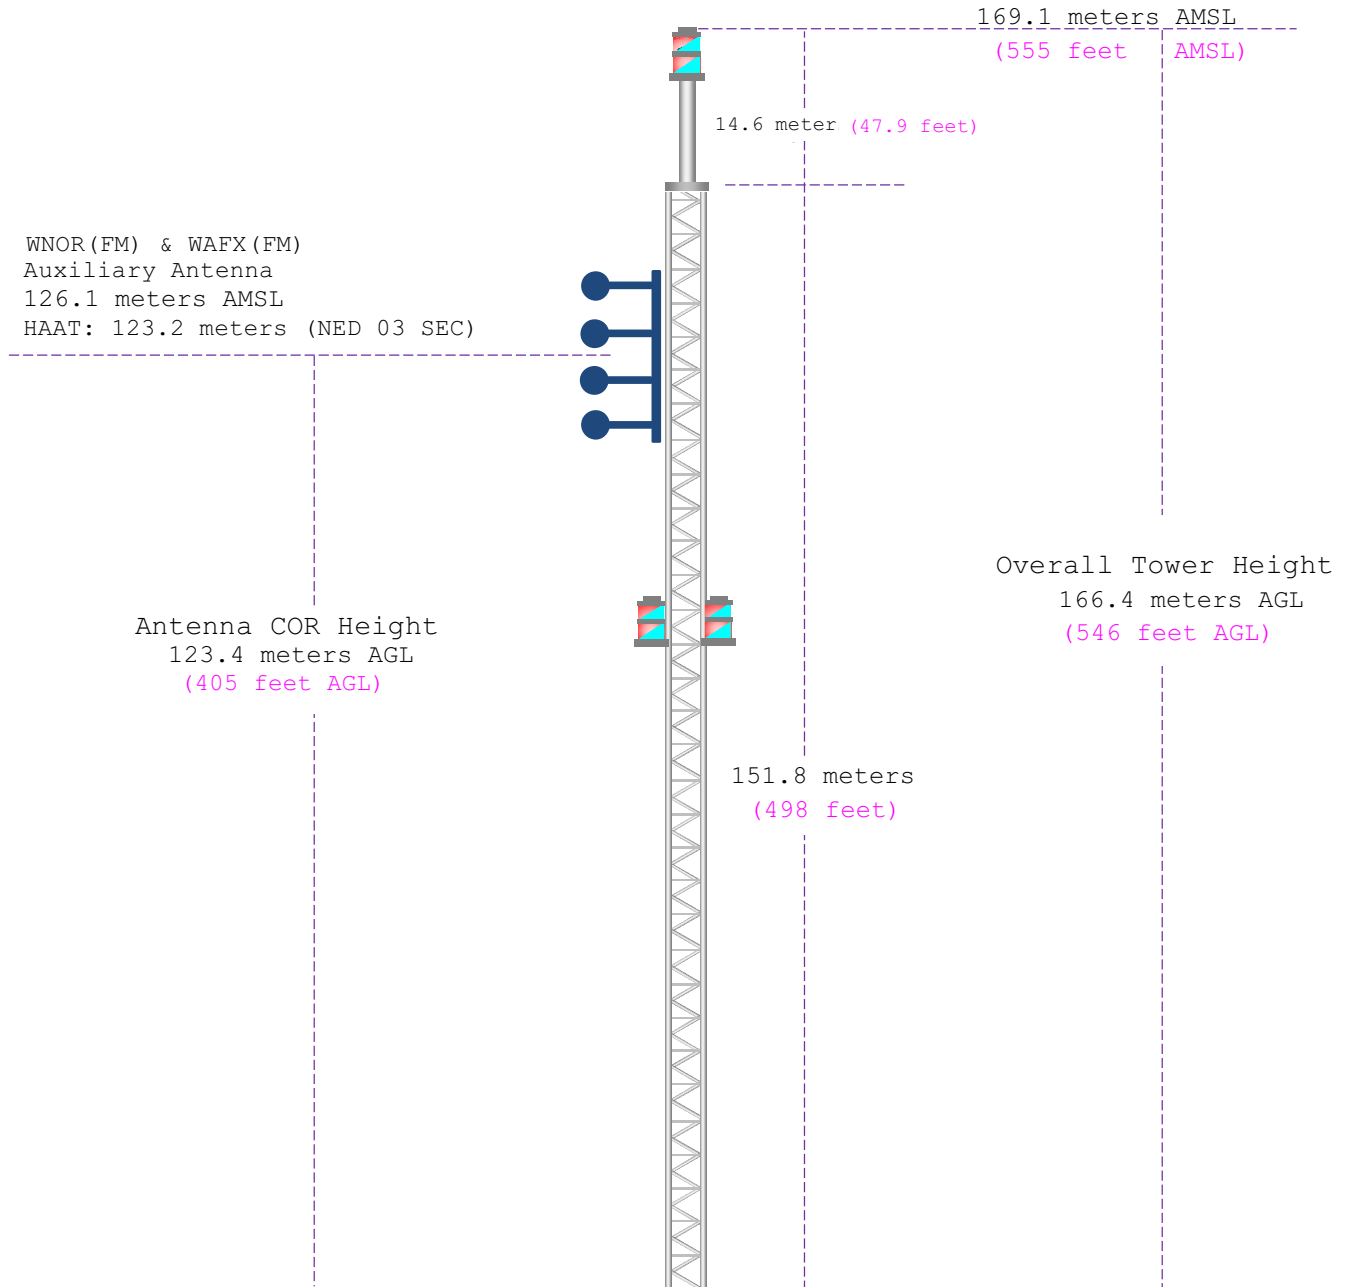 169.1 meters AMSL
(555 feet AMSL)
14.6 meter (47.9 feet)
WNOR(FM) & WAFX(FM)
Auxiliary Antenna
126.1 meters AMSL
HAAT: 123.2 meters (NED 03 SEC)
Overall Tower Height
166.4 meters AGL
(546 feet AGL)
Antenna COR Height
123.4 meters AGL
(405 feet AGL)
151.8 meters
(498 feet)